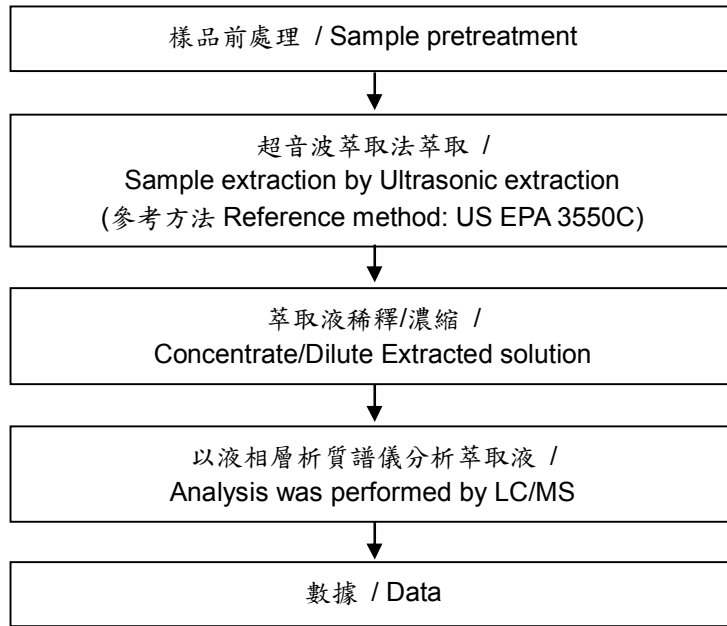 樣品前處理 / Sample pretreatment
超音波萃取法萃取 /
Sample extraction by Ultrasonic extraction
(參考方法 Reference method: US EPA 3550C)
萃取液稀釋/濃縮 /
Concentrate/Dilute Extracted solution
以液相層析質譜儀分析萃取液 /
Analysis was performed by LC/MS
數據 / Data